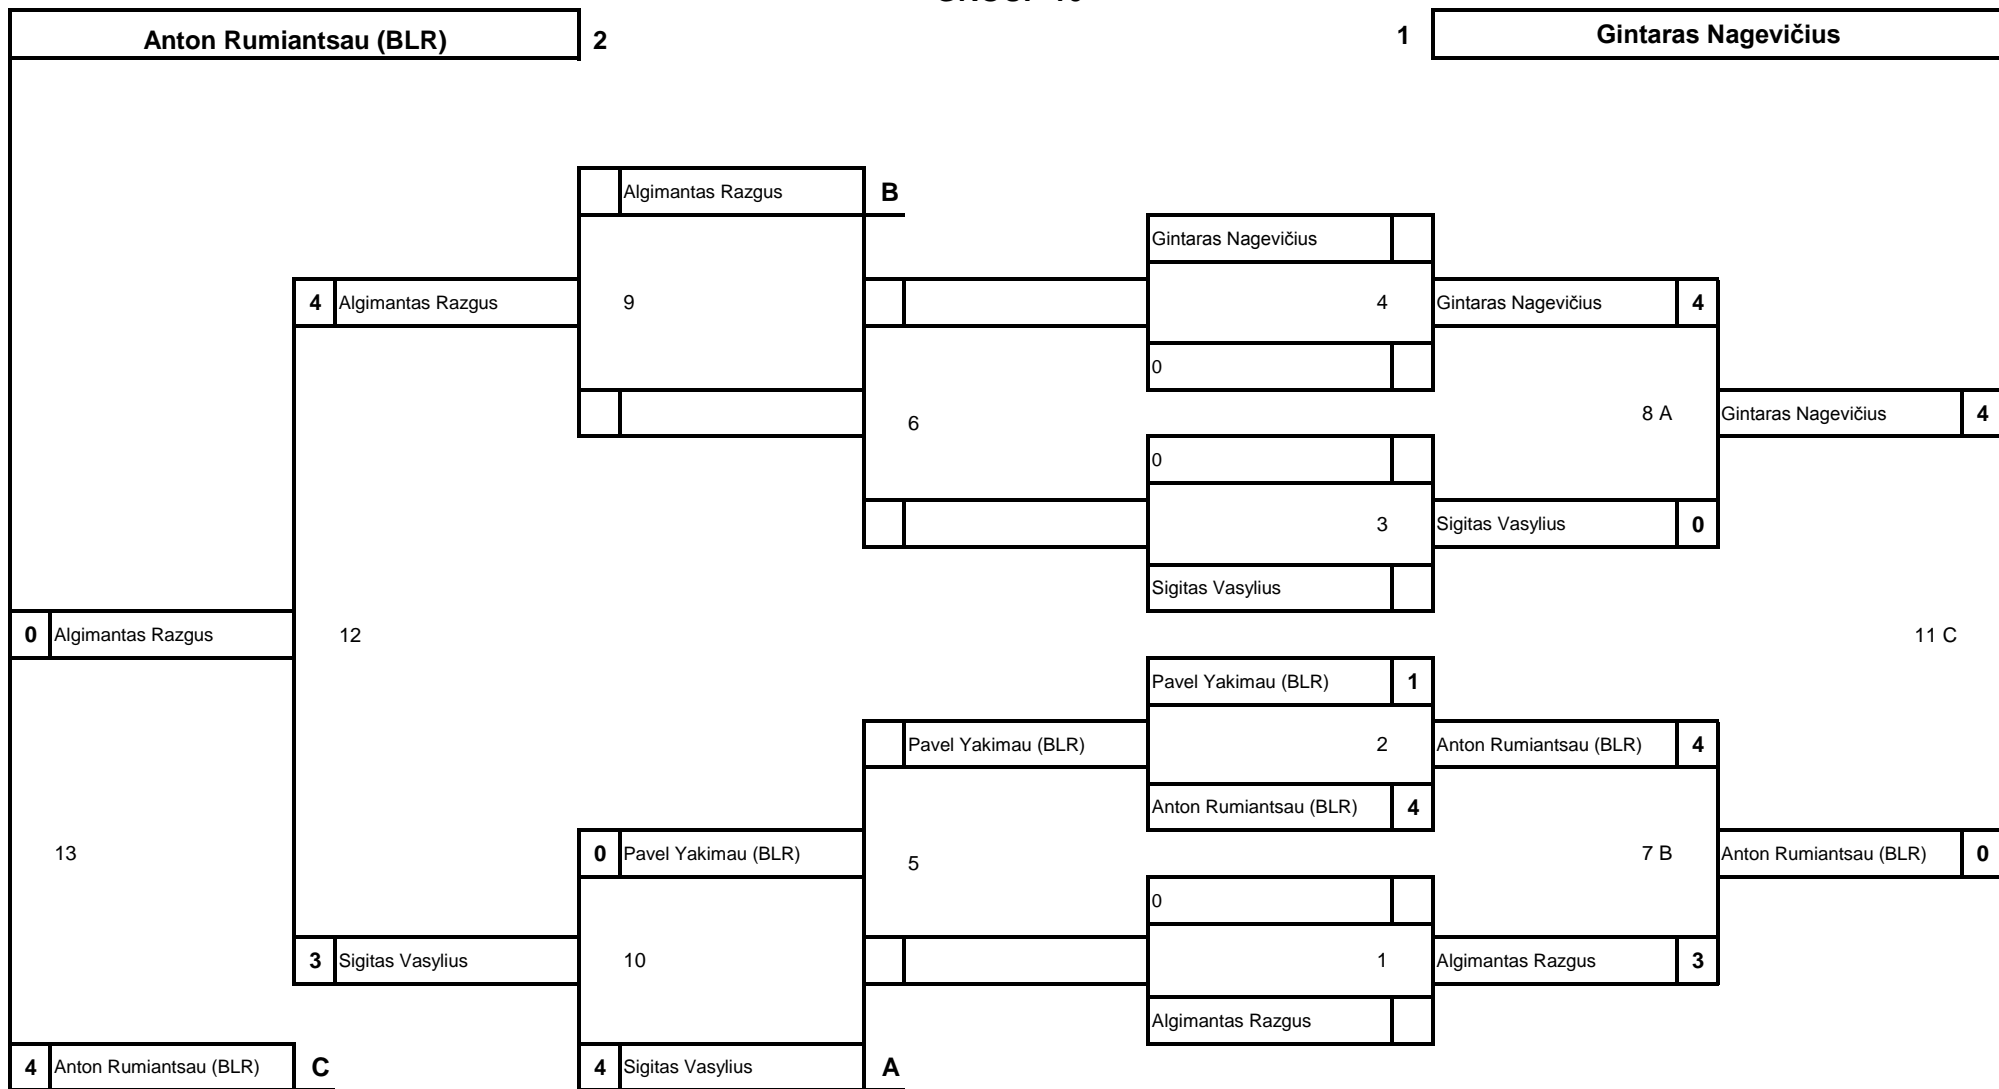 Anton Rumiantsau (BLR) 2 1 Gintaras Nagevičius
Algimantas Razgus B
Gintaras Nagevičius
4 Algimantas Razgus 9 4 Gintaras Nagevičius 4
0
6 8 A Gintaras Nagevičius 4
0
3 Sigitas Vasylius 0
Sigitas Vasylius
0 Algimantas Razgus 12 11 C
Pavel Yakimau (BLR) 1
Pavel Yakimau (BLR) 2 Anton Rumiantsau (BLR) 4
Anton Rumiantsau (BLR) 4
13 0 Pavel Yakimau (BLR) 5 7 B Anton Rumiantsau (BLR) 0
0
3 Sigitas Vasylius 10 1 Algimantas Razgus 3
Algimantas Razgus
4 Anton Rumiantsau (BLR) C 4 Sigitas Vasylius A